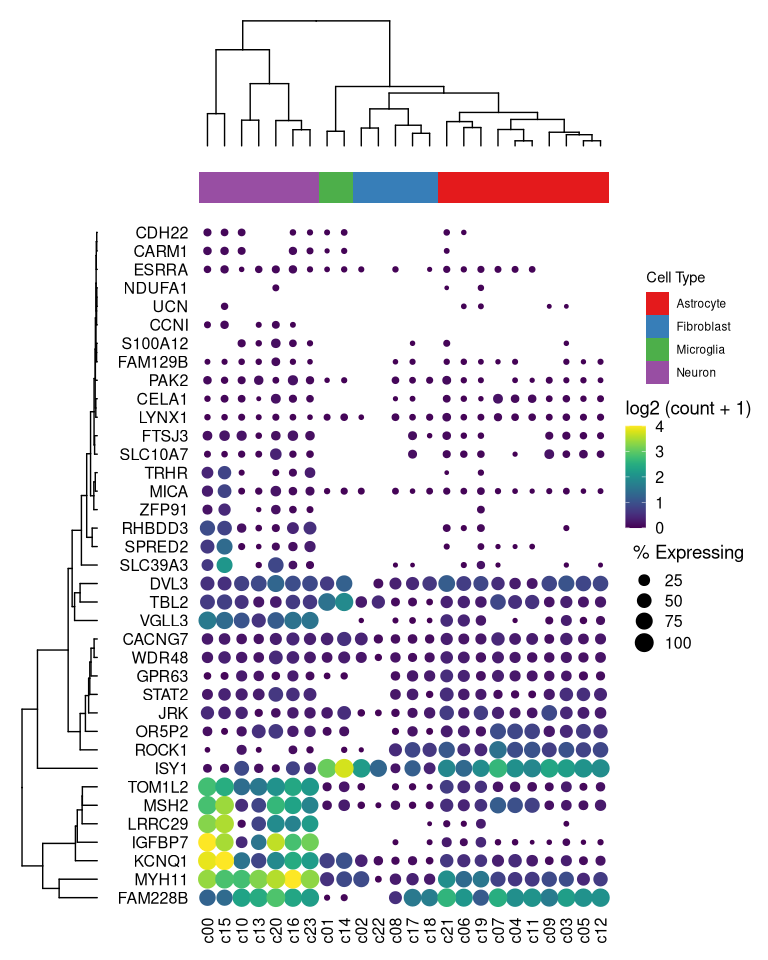 CDH22
CARM1
ESRRA
NDUFA1
UCN
CCNI
S100A12
FAM129B
PAK2
CELA1
LYNX1
FTSJ3
SLC10A7
TRHR
MICA
ZFP91
RHBDD3
SPRED2
SLC39A3
DVL3
TBL2
VGLL3
CACNG7
WDR48
GPR63
STAT2
JRK
OR5P2
ROCK1
ISY1
TOM1L2
MSH2
LRRC29
IGFBP7
KCNQ1
MYH11
FAM228B
c00 c15 c10 c13 c20 c16 c23 c01 c14 c02 c22 c08 c17 c18 c21 c06 c19 c07 c04 c11 c09 c03 c05 c12
Cell Type
Astrocyte
Fibroblast
Microglia
Neuron
log2 (count + 1)
4
3
2
1
0
% Expressing
25
50
75
100